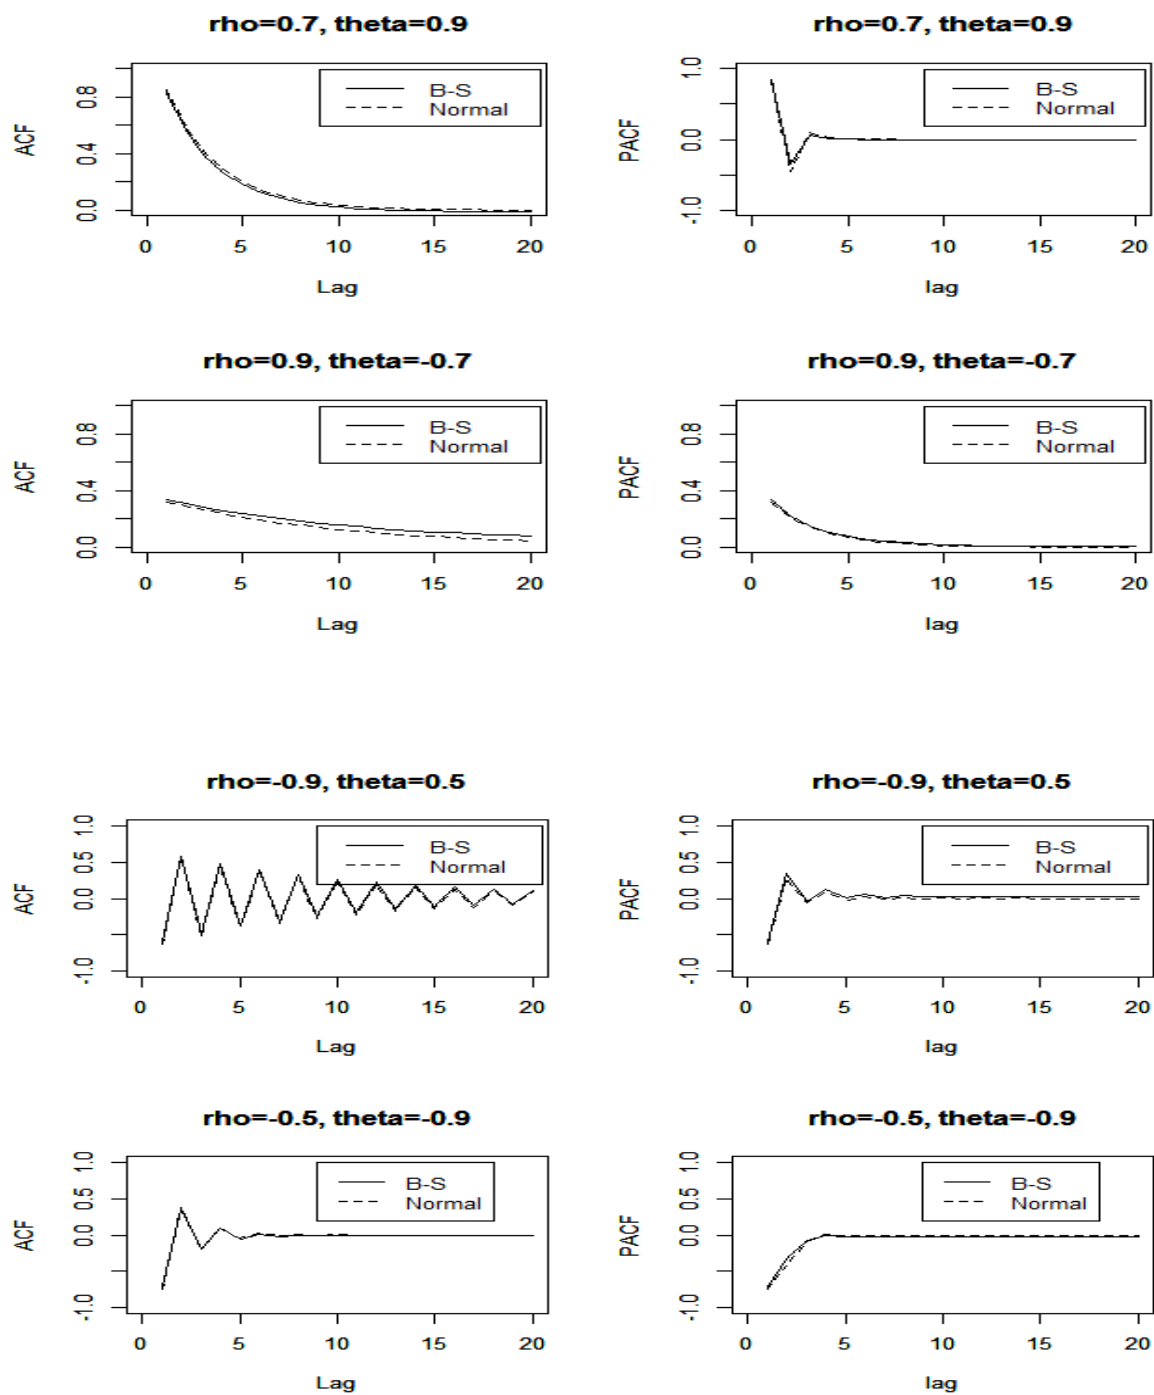 rho=0.7, theta=0.9
ACF
0.0 0.4 0.8
B-S
Normal
0 5 10 15 20
Lag
rho=0.7, theta=0.9
PACF
-1.0 0.0 1.0
B-S
Normal
0 5 10 15 20
lag
rho=0.9, theta=-0.7
ACF
0.0 0.4 0.8
B-S
Normal
0 5 10 15 20
Lag
rho=0.9, theta=-0.7
PACF
0.0 0.4 0.8
B-S
Normal
0 5 10 15 20
lag
rho=-0.9, theta=0.5
ACF
-1.0 0.0 0.5 1.0
B-S
Normal
0 5 10 15 20
Lag
rho=-0.9, theta=0.5
PACF
-1.0 0.0 0.5 1.0
B-S
Normal
0 5 10 15 20
lag
rho=-0.5, theta=-0.9
ACF
-1.0 0.0 0.5 1.0
B-S
Normal
0 5 10 15 20
Lag
rho=-0.5, theta=-0.9
PACF
-1.0 0.0 0.5 1.0
B-S
Normal
0 5 10 15 20
lag